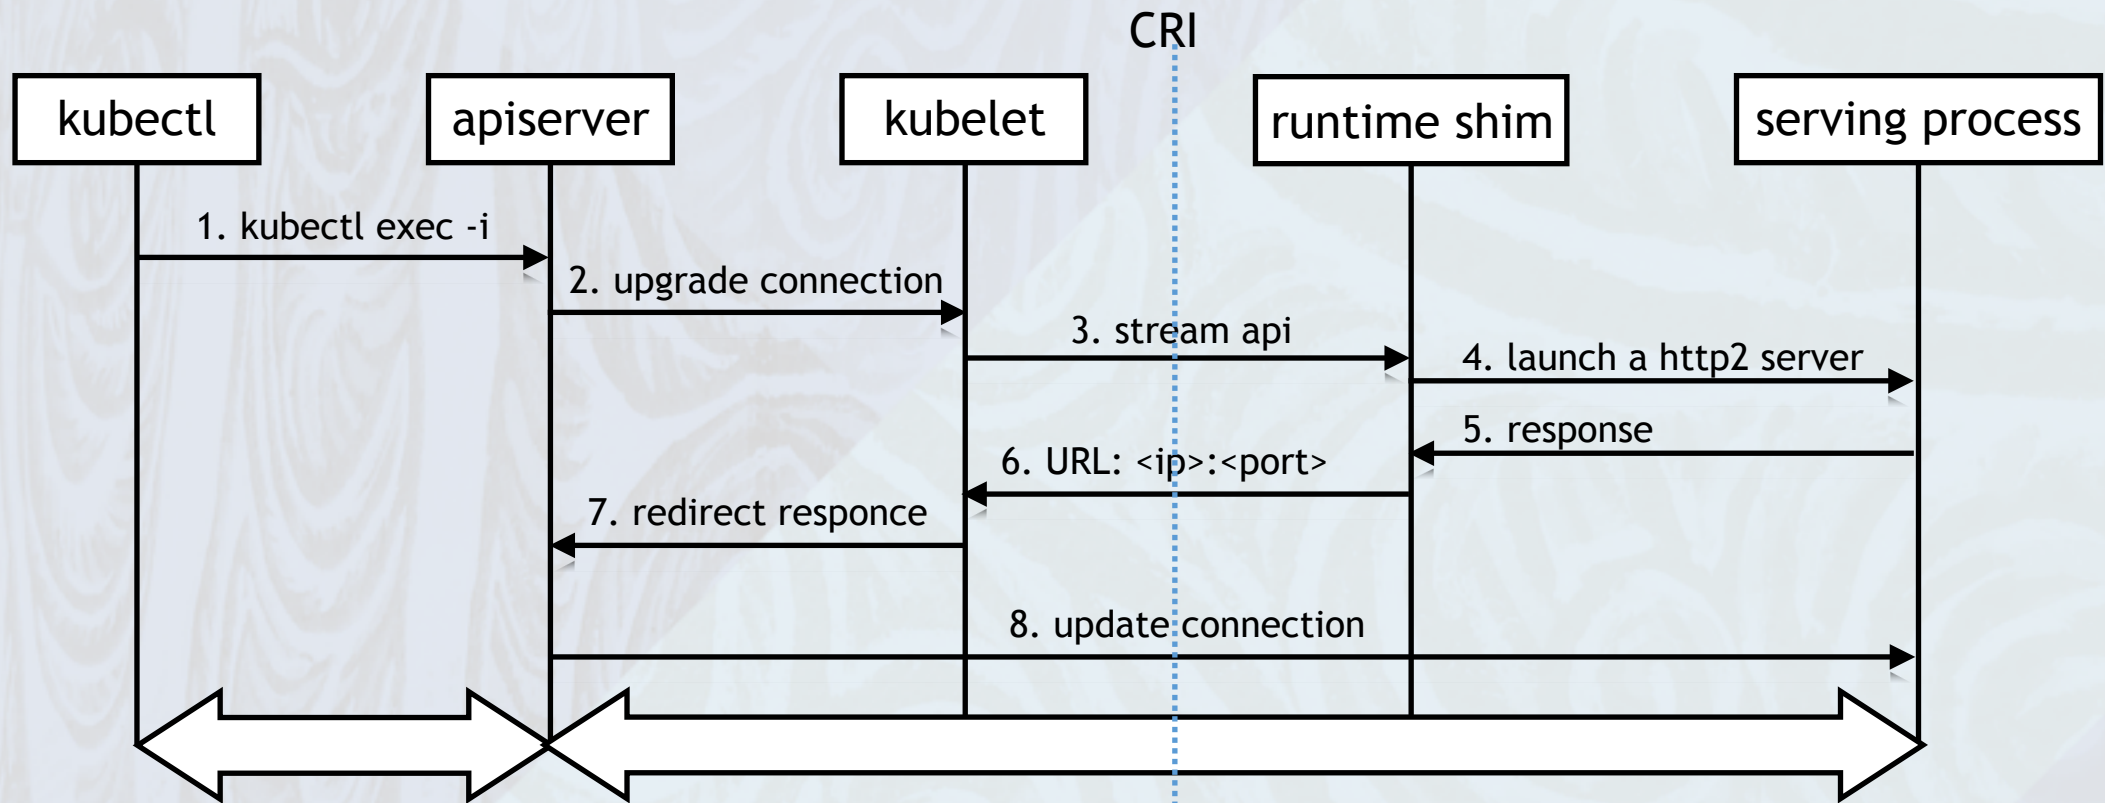 CRI
kubectl
apiserver
kubelet
runtime shim
serving process
1. kubectl exec -i
2. upgrade connection
3. stream api
4. launch a http2 server
5. response
6. URL: <ip>:<port>
7. redirect responce
8. update connection